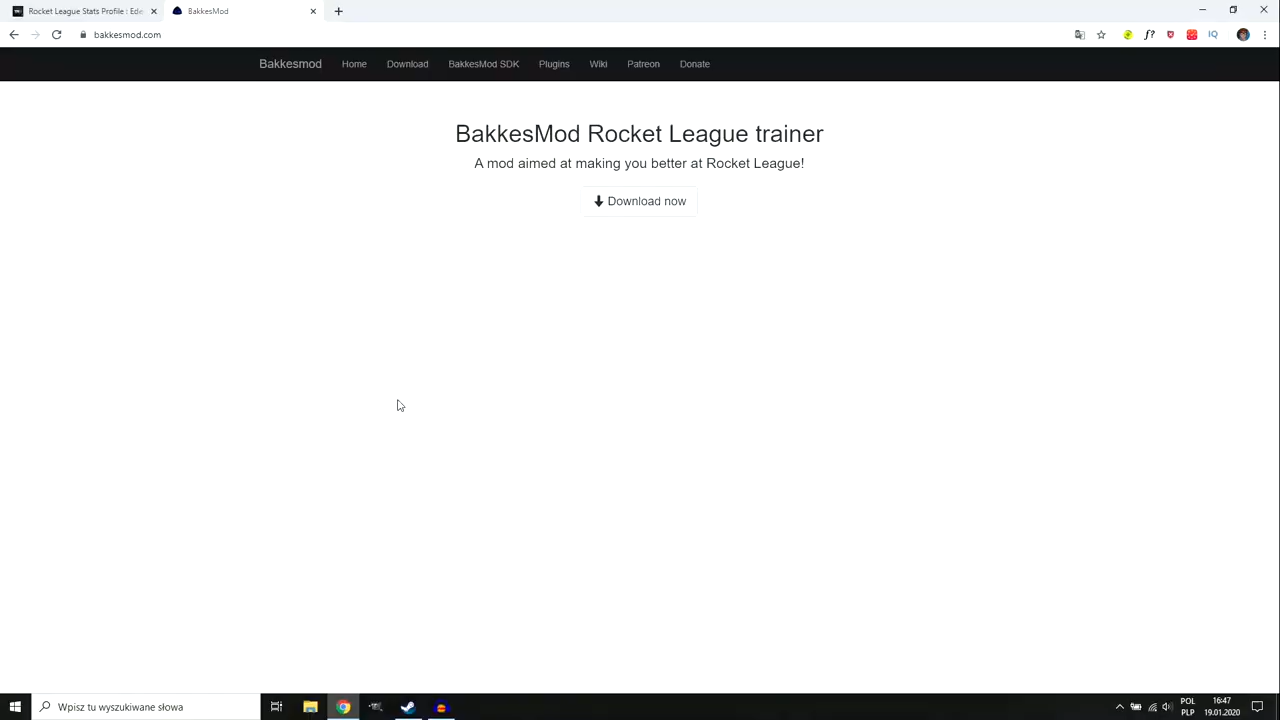 Rocket League Stats Profile : Ede
BakkesMod
bakkesmod.com
f?
IQ
Bakkesmod Home Download BakkesMod SDK Plugins Wiki Patreon Donate
BakkesMod Rocket League trainer
A mod aimed at making you better at Rocket League!
Download now
Wpisz tu wyszukiwane słowa
POL
PLP
16:47
19.01.2020